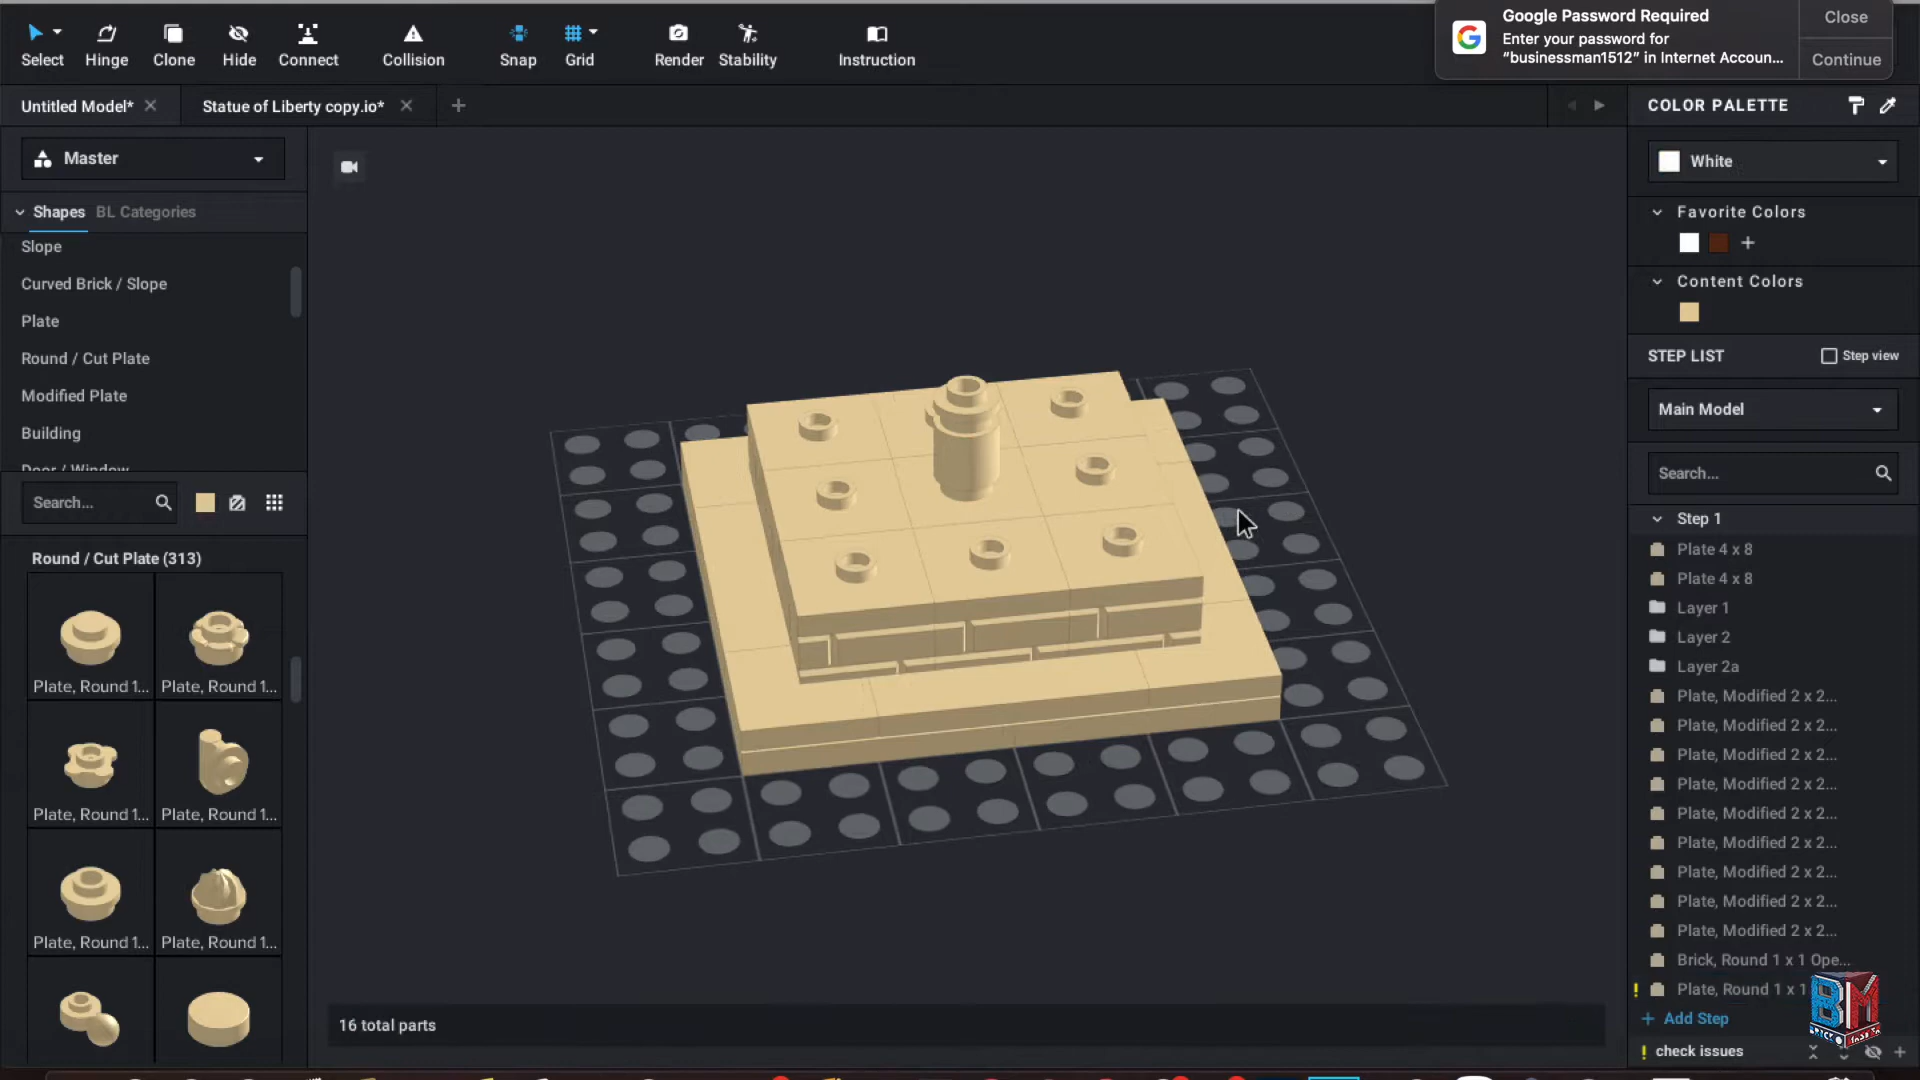 Select
Hinge
Clone
Hide
Connect
Collision
Snap
Grid
Render
Stability
Instruction
Google Password Required
Enter your password for
“businessman1512” in Internet Accoun...
Close
Continue
Untitled Model*
Statue of Liberty copy.io*
COLOR PALETTE
Master
White
Shapes
BL Categories
Favorite Colors
Slope
Curved Brick / Slope
Plate
Round / Cut Plate
Modified Plate
Building
Door / Window
Content Colors
STEP LIST
Step view
Main Model
Search...
Search...
Round / Cut Plate (313)
Plate, Round 1...
Plate, Round 1...
Plate, Round 1...
Plate, Round 1...
Plate, Round 1...
Plate, Round 1...
Step 1
Plate 4 x 8
Plate 4 x 8
Layer 1
Layer 2
Layer 2a
Plate, Modified 2 x 2...
Plate, Modified 2 x 2...
Plate, Modified 2 x 2...
Plate, Modified 2 x 2...
Plate, Modified 2 x 2...
Plate, Modified 2 x 2...
Plate, Modified 2 x 2...
Plate, Modified 2 x 2...
Plate, Modified 2 x 2...
Brick, Round 1 x 1 Ope...
Plate, Round 1 x 1
Add Step
check issues
16 total parts
BM